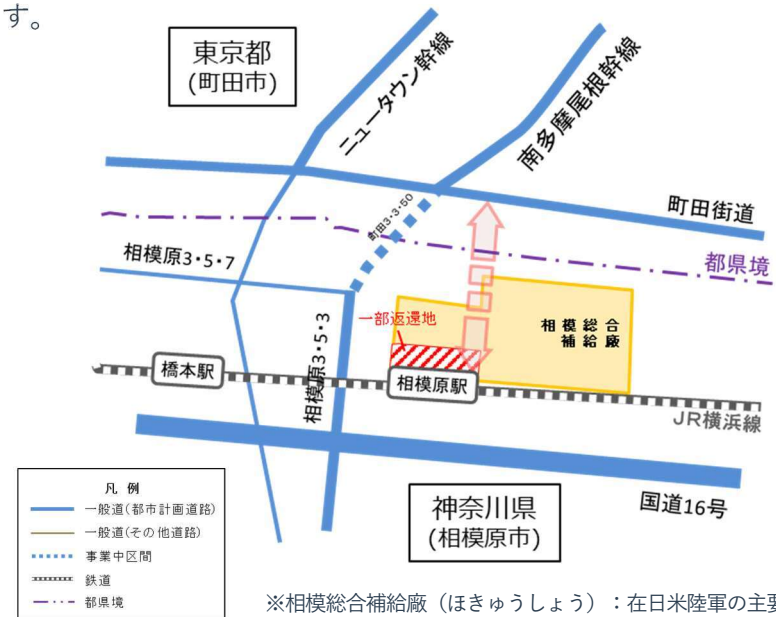 す。
東京都
(町田市)
ニュータウン幹線
南多摩尾根幹線
町田街道
町田3・3・50
都県境
相模原3・5・7
相模原3・5・3
一部返還地
相模総合
補給廠
橋本駅
相模原駅
JR横浜線
国道16号
神奈川県
(相模原市)
凡 例
一般道(都市計画道路)
一般道(その他道路)
事業中区間
鉄道
都県境
※相模総合補給廠（ほきゅうしょう）：在日米陸軍の主要